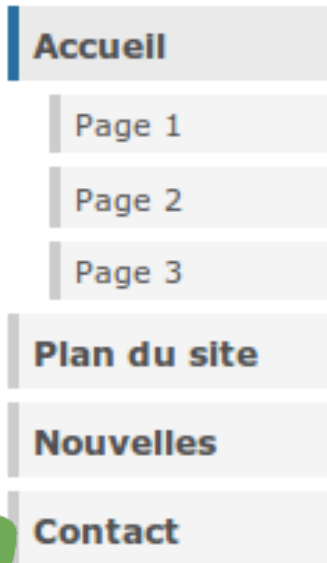 Accueil
Page 1
Page 2
Page 3
Plan du site
Nouvelles
Contact